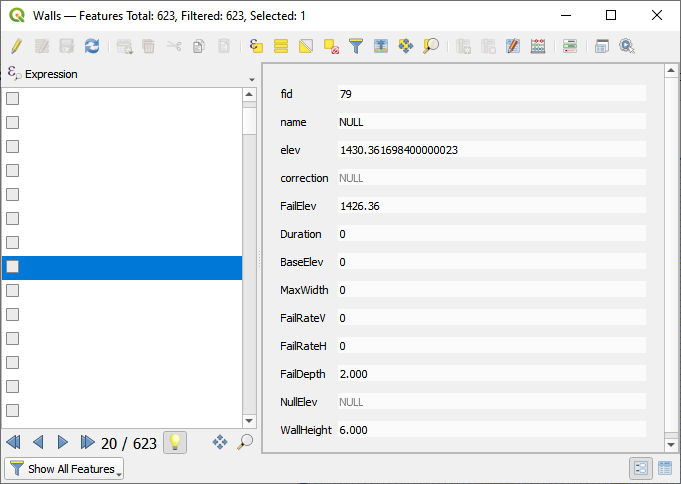 Walls — Features Total: 623, Filtered: 623, Selected: 1
Expression
fid 79
name NULL
elev 1430.361698400000023
correction NULL
FailElev 1426.36
Duration 0
BaseElev 0
MaxWidth 0
FailRateV 0
FailRateH 0
FailDepth 2.000
NullElev NULL
WallHeight 6.000
20 / 623
Show All Features